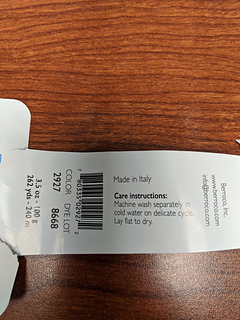 3.5 oz - 100 g
262 yds - 240 m
COLOR DYE LOT
2927 8668
Made in Italy
Care instructions:
Machine wash separately in
cold water on delicate cycle.
Lay flat to dry.
Berroco, Inc.
www.berroco.com
info@berroco.com